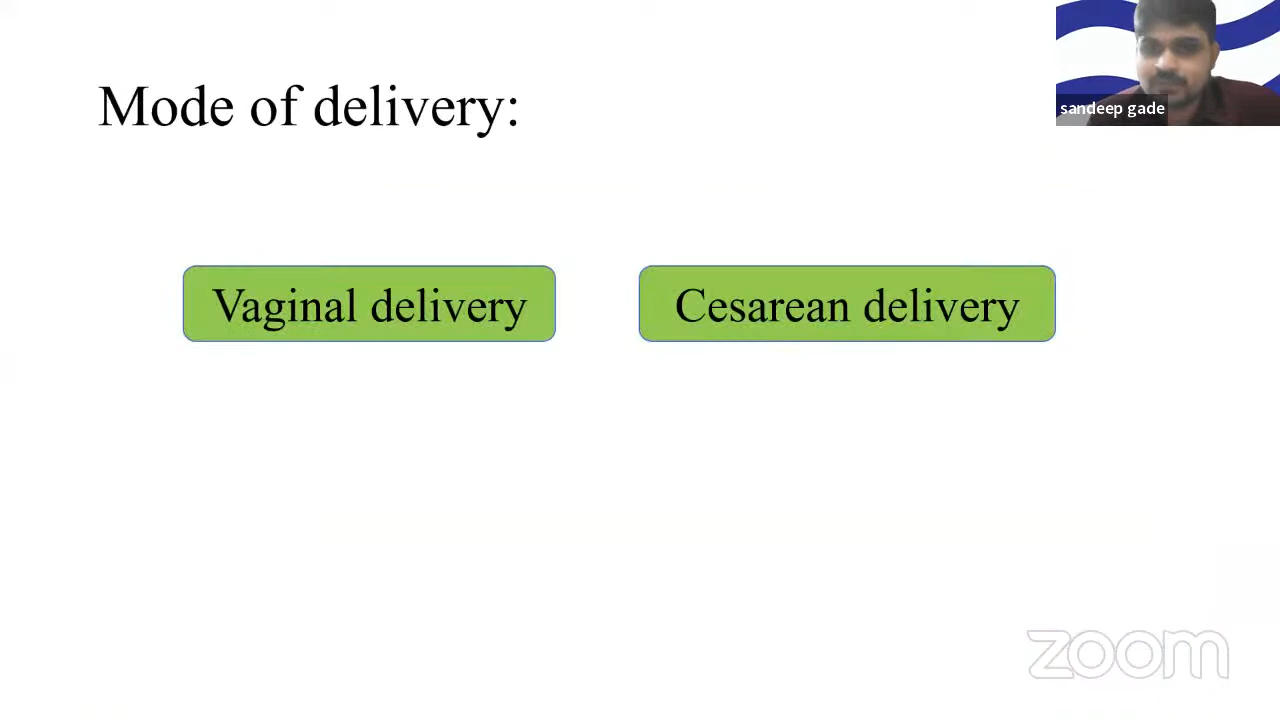 Mode of delivery:
sandeep gade
Vaginal delivery
Cesarean delivery
zoom